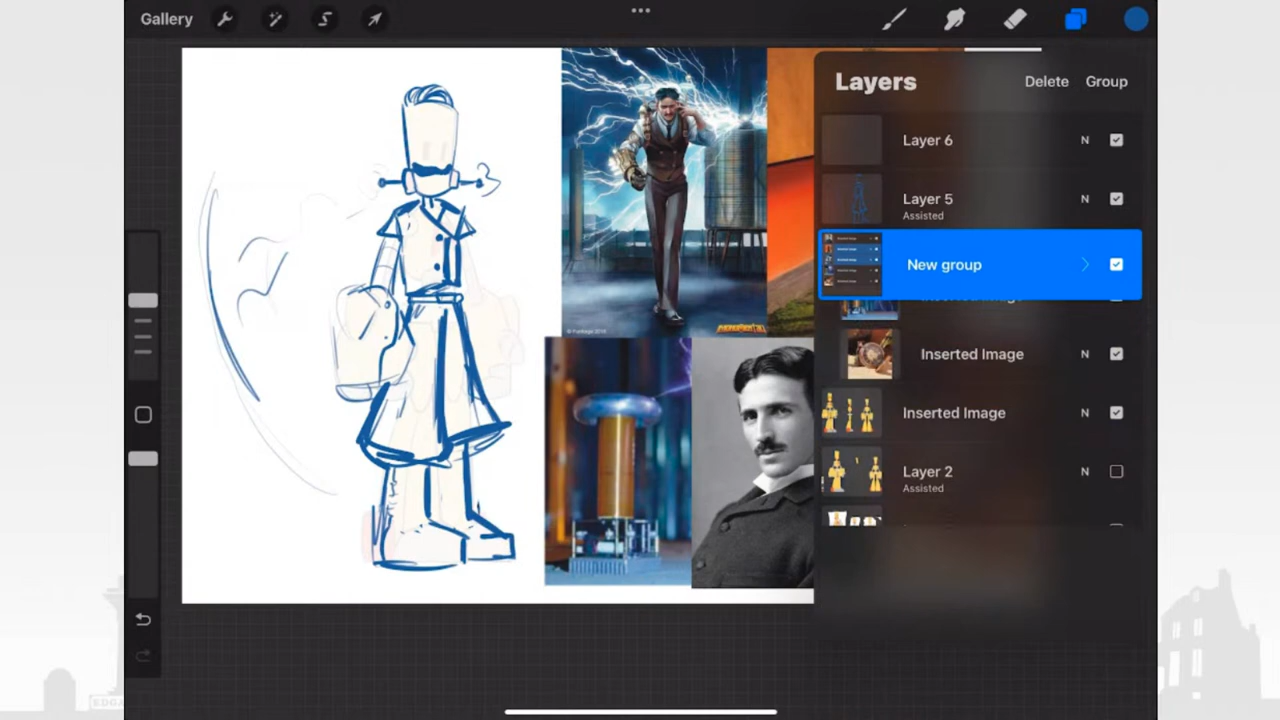 Gallery
Layers
Delete
Group
Layer 6
N
Layer 5
N
Assisted
New group
Inserted Image
N
Inserted Image
N
Layer 2
N
Assisted